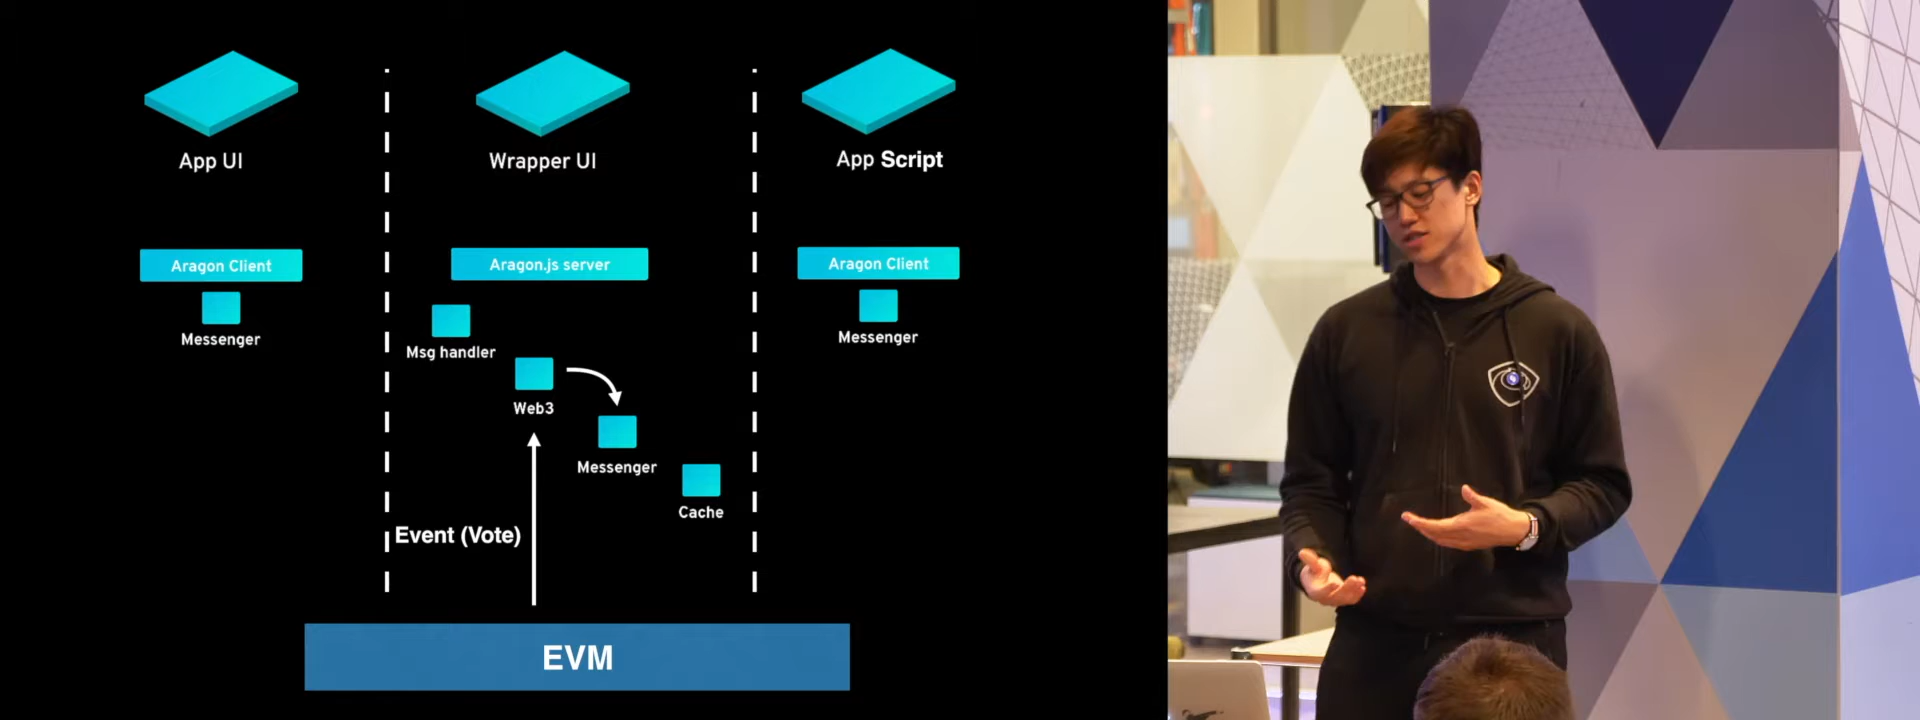 App UI
Wrapper UI
App Script
Aragon Client
Aragon.js server
Aragon Client
Messenger
Msg handler
Messenger
Web3
Messenger
Cache
Event (Vote)
EVM